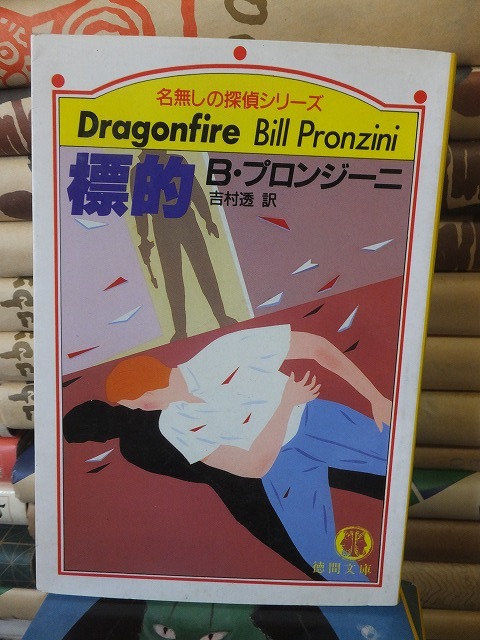 名無しの探偵シリーズ
Dragonfire Bill Pronzini
標的 B・プロンジーニ
吉村透 訳
徳間文庫